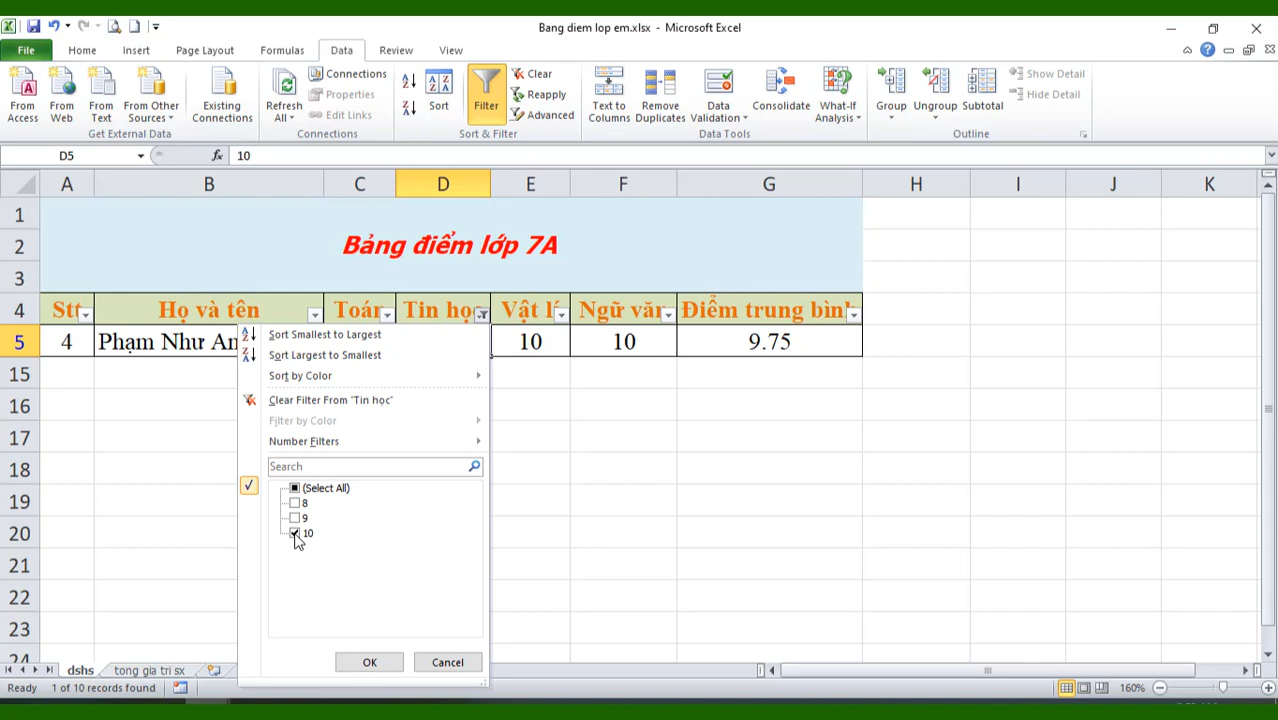 Bang diem lop em.xlsx - Microsoft Excel
File Home Insert Page Layout Formulas Data Review View
From Access
From Web
From Text
From Other Sources
Existing Connections
Get External Data
Refresh All
Connections
Properties
Edit Links
Connections
Sort
Filter
Clear
Reapply
Advanced
Sort & Filter
Text to Columns
Remove Duplicates
Data Validation
Consolidate
What-If Analysis
Data Tools
Group
Ungroup
Subtotal
Show Detail
Hide Detail
Outline
D5 fx 10
A B C D E F G H I J K
1
2 Bảng điểm lớp 7A
3
4 Stt Họ và tên Toán Tin học Vật lí Ngữ văn Điểm trung bình
5 4 Phạm Như An 10 10 9.75
15
16
17
18
19
20
21
22
23
24
Sort Smallest to Largest
Sort Largest to Smallest
Sort by Color
Clear Filter From "Tin học"
Filter by Color
Number Filters
Search
(Select All)
8
9
10
OK Cancel
dshs tong gia tri sx
Ready 1 of 10 records found 160%